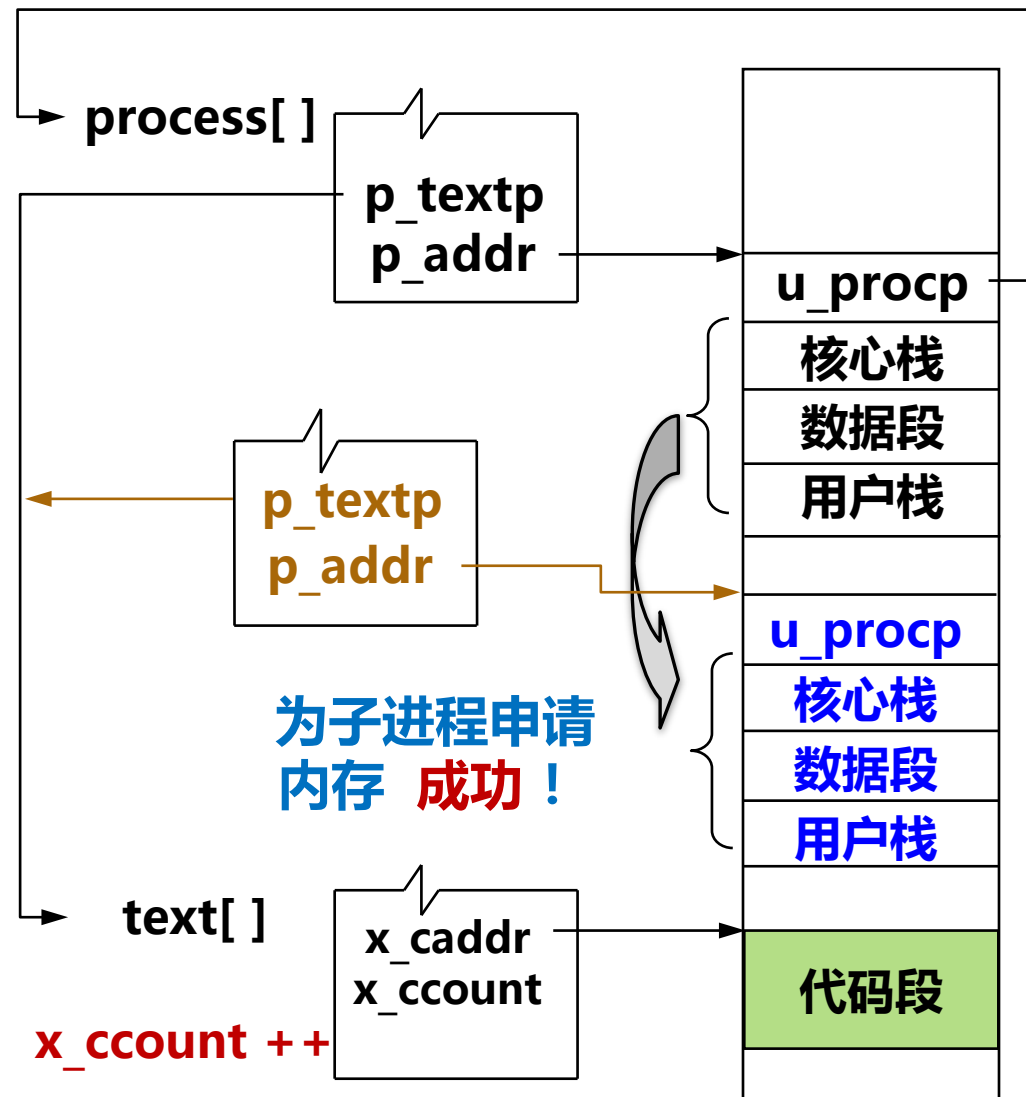 process[ ]
p_textp
p_addr
u_procp
核心栈
数据段
用户栈
p_textp
p_addr
u_procp
核心栈
数据段
用户栈
为子进程申请
内存 成功 ！
text[ ]
x_caddr
x_ccount
代码段
x_ccount ++